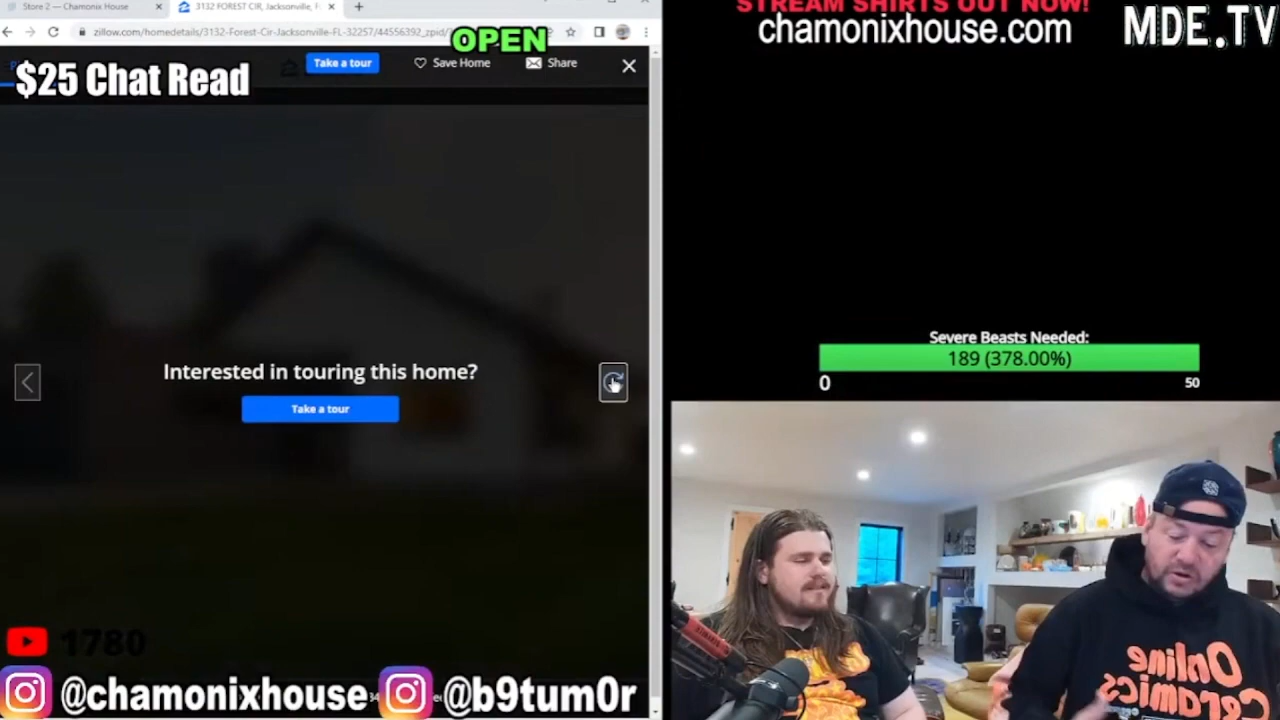 Store 2 — Chamonix House
3132 FOREST CIR, Jacksonville, F
zillow.com/homedetails/3132-Forest-Cir-Jacksonville-FL-32257/44556392_zpid/
OPEN
Take a tour
Save Home
Share
$25 Chat Read
Interested in touring this home?
Take a tour
1780
@chamonixhouse
@b9tum0r
STREAM SHIRTS OUT NOW!
chamonixhouse.com
MDE.TV
Severe Beasts Needed:
189 (378.00%)
0
50
Online
Ceramics